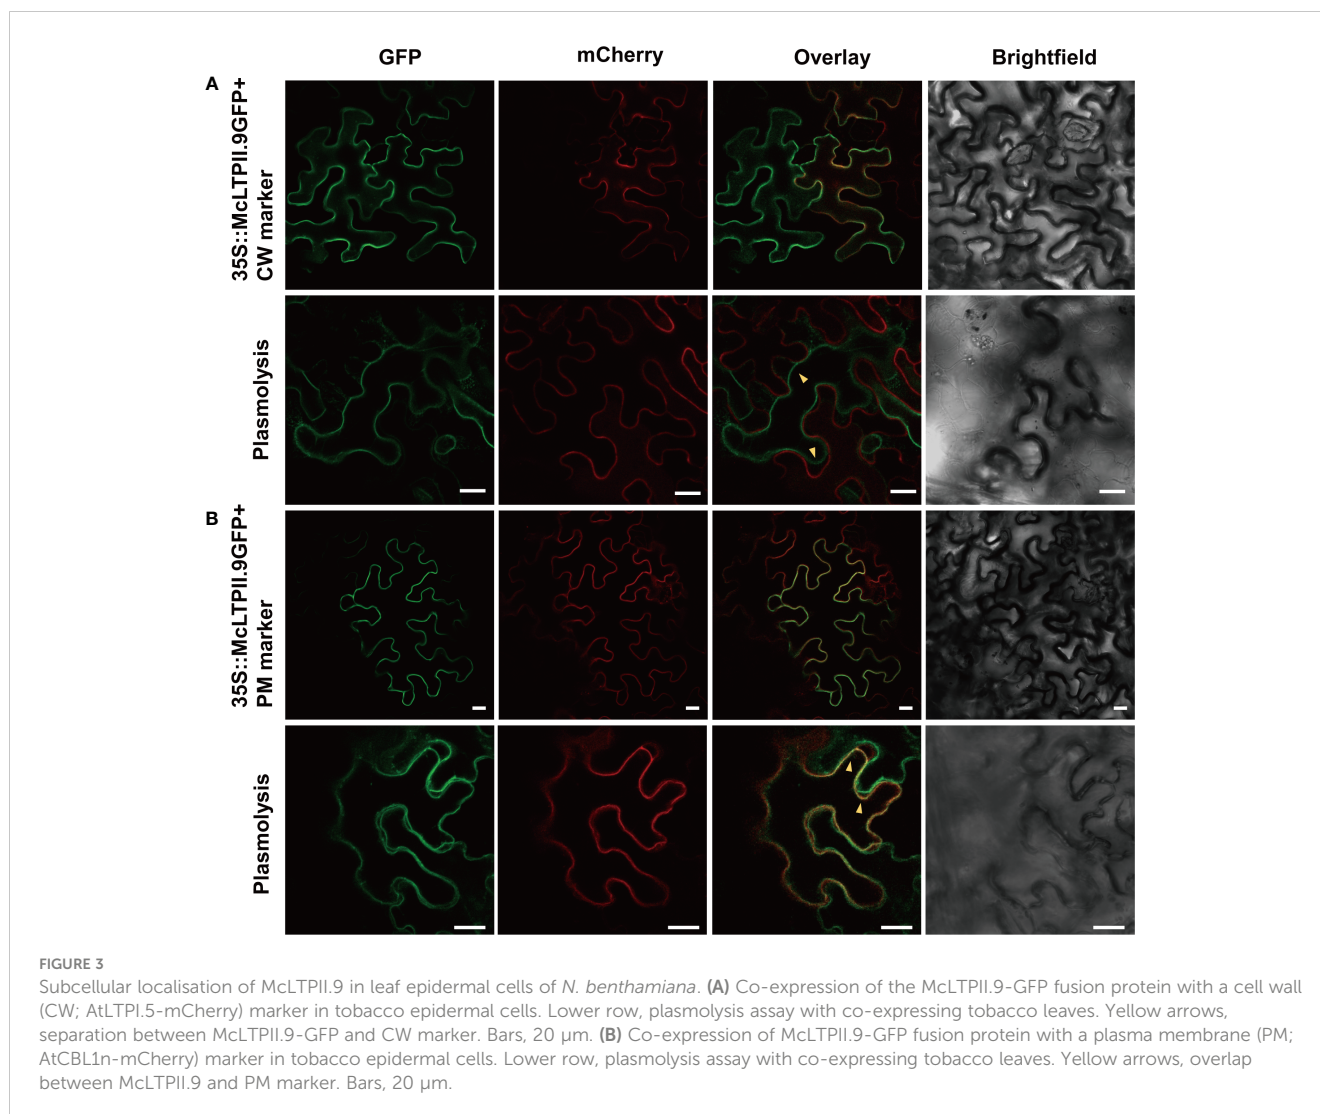 GFP mCherry Overlay Brightfield
A
35S::McLTPII.9GFP+
CW marker
Plasmolysis
B
35S::McLTPII.9GFP+
PM marker
Plasmolysis
FIGURE 3
Subcellular localisation of McLTPII.9 in leaf epidermal cells of N. benthamiana. (A) Co-expression of the McLTPII.9-GFP fusion protein with a cell wall
(CW; AtLTPI.5-mCherry) marker in tobacco epidermal cells. Lower row, plasmolysis assay with co-expressing tobacco leaves. Yellow arrows,
separation between McLTPII.9-GFP and CW marker. Bars, 20 µm. (B) Co-expression of McLTPII.9-GFP fusion protein with a plasma membrane (PM;
AtCBL1n-mCherry) marker in tobacco epidermal cells. Lower row, plasmolysis assay with co-expressing tobacco leaves. Yellow arrows, overlap
between McLTPII.9 and PM marker. Bars, 20 µm.